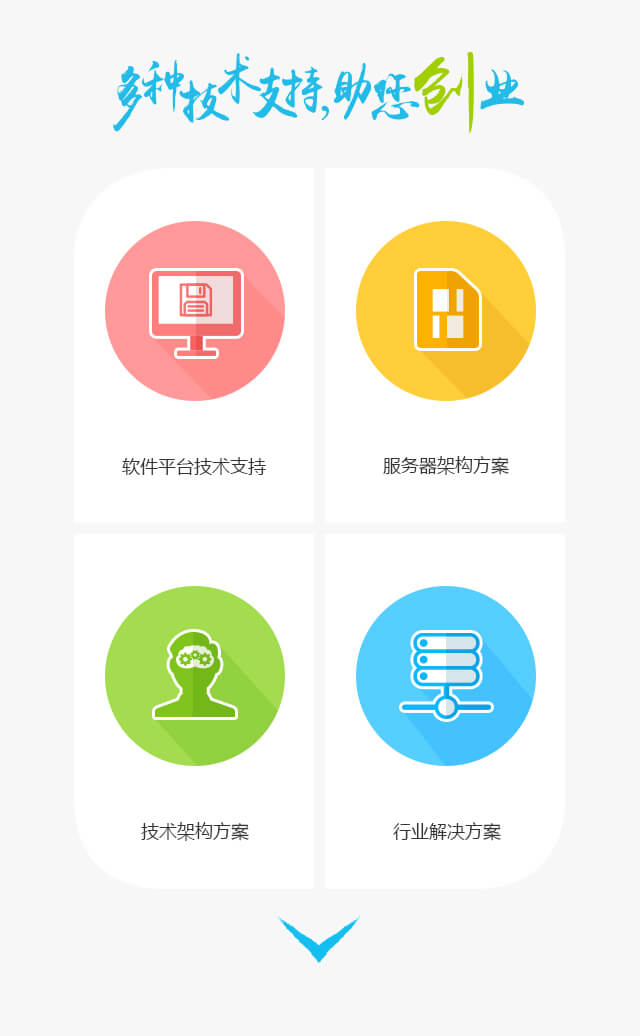 多种技术支持,助您创业
软件平台技术支持
服务器架构方案
技术架构方案
行业解决方案